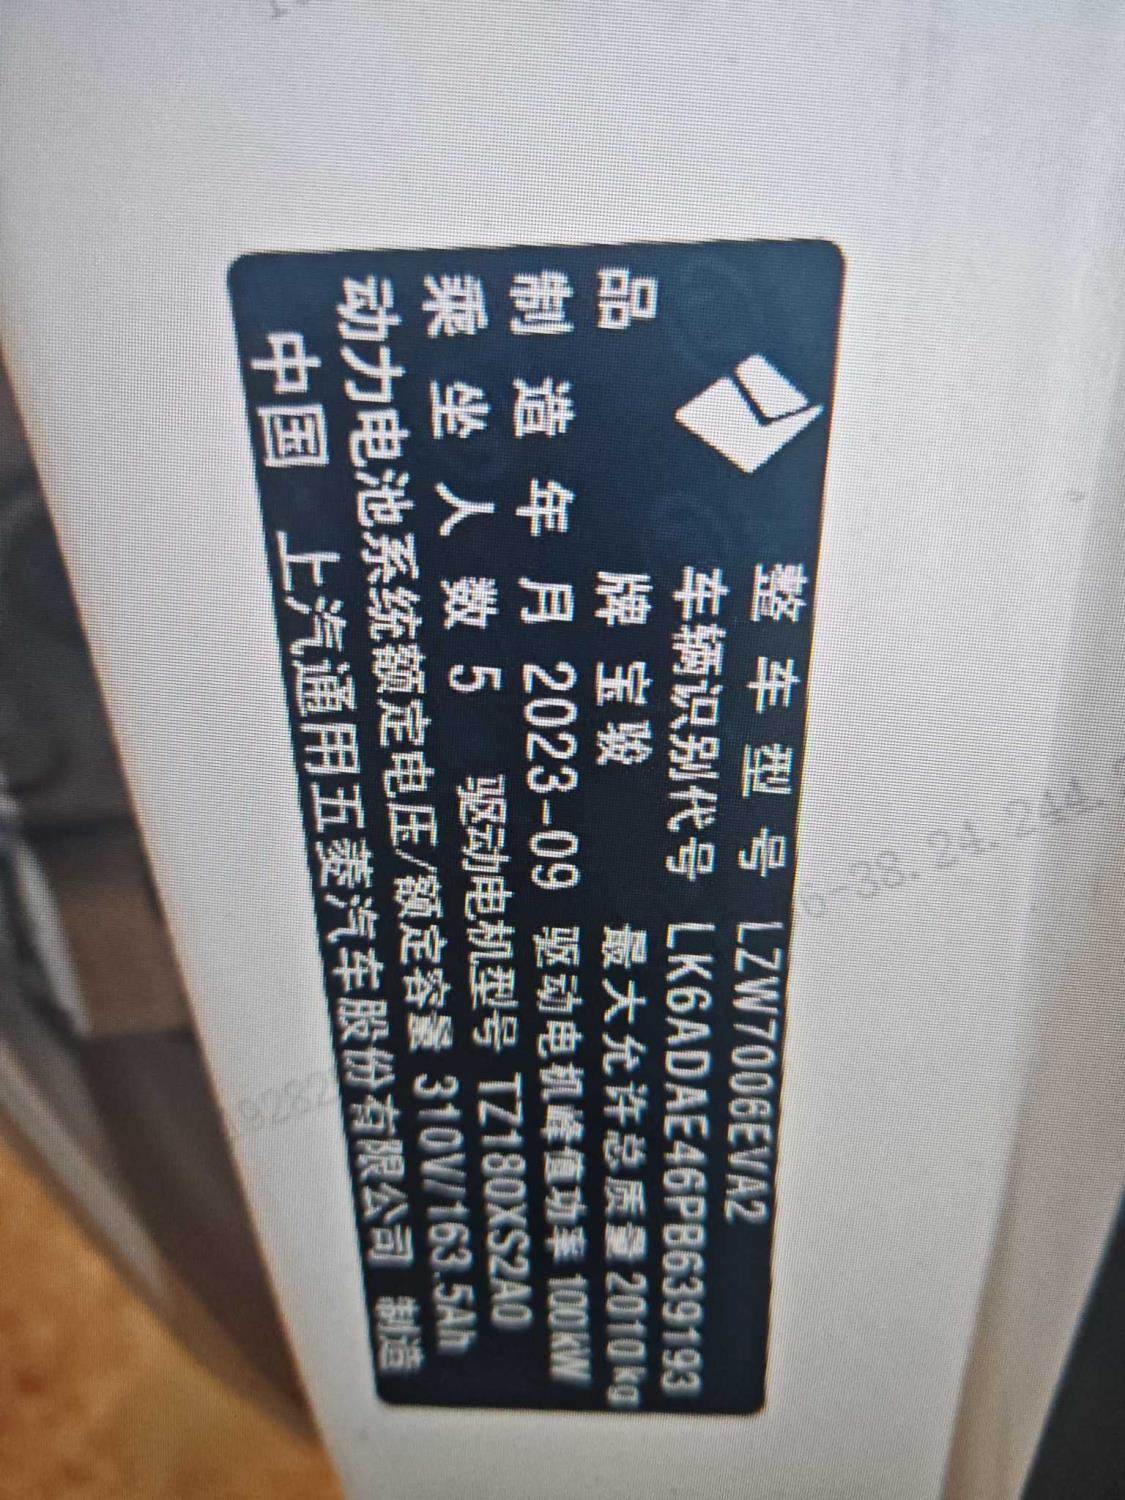 整车型号 LZW7006EVA2
车辆识别代号 LK6ADAE46PB639193
品牌 宝骏 最大允许总质量 2010kg
制造年月 2023-09 驱动电机峰值功率 100kW
乘坐人数 5 驱动电机型号 TZ180XS2A0
动力电池系统额定电压/额定容量 310V/163.5Ah
中国 上汽通用五菱汽车股份有限公司 制造
-38.24.244.